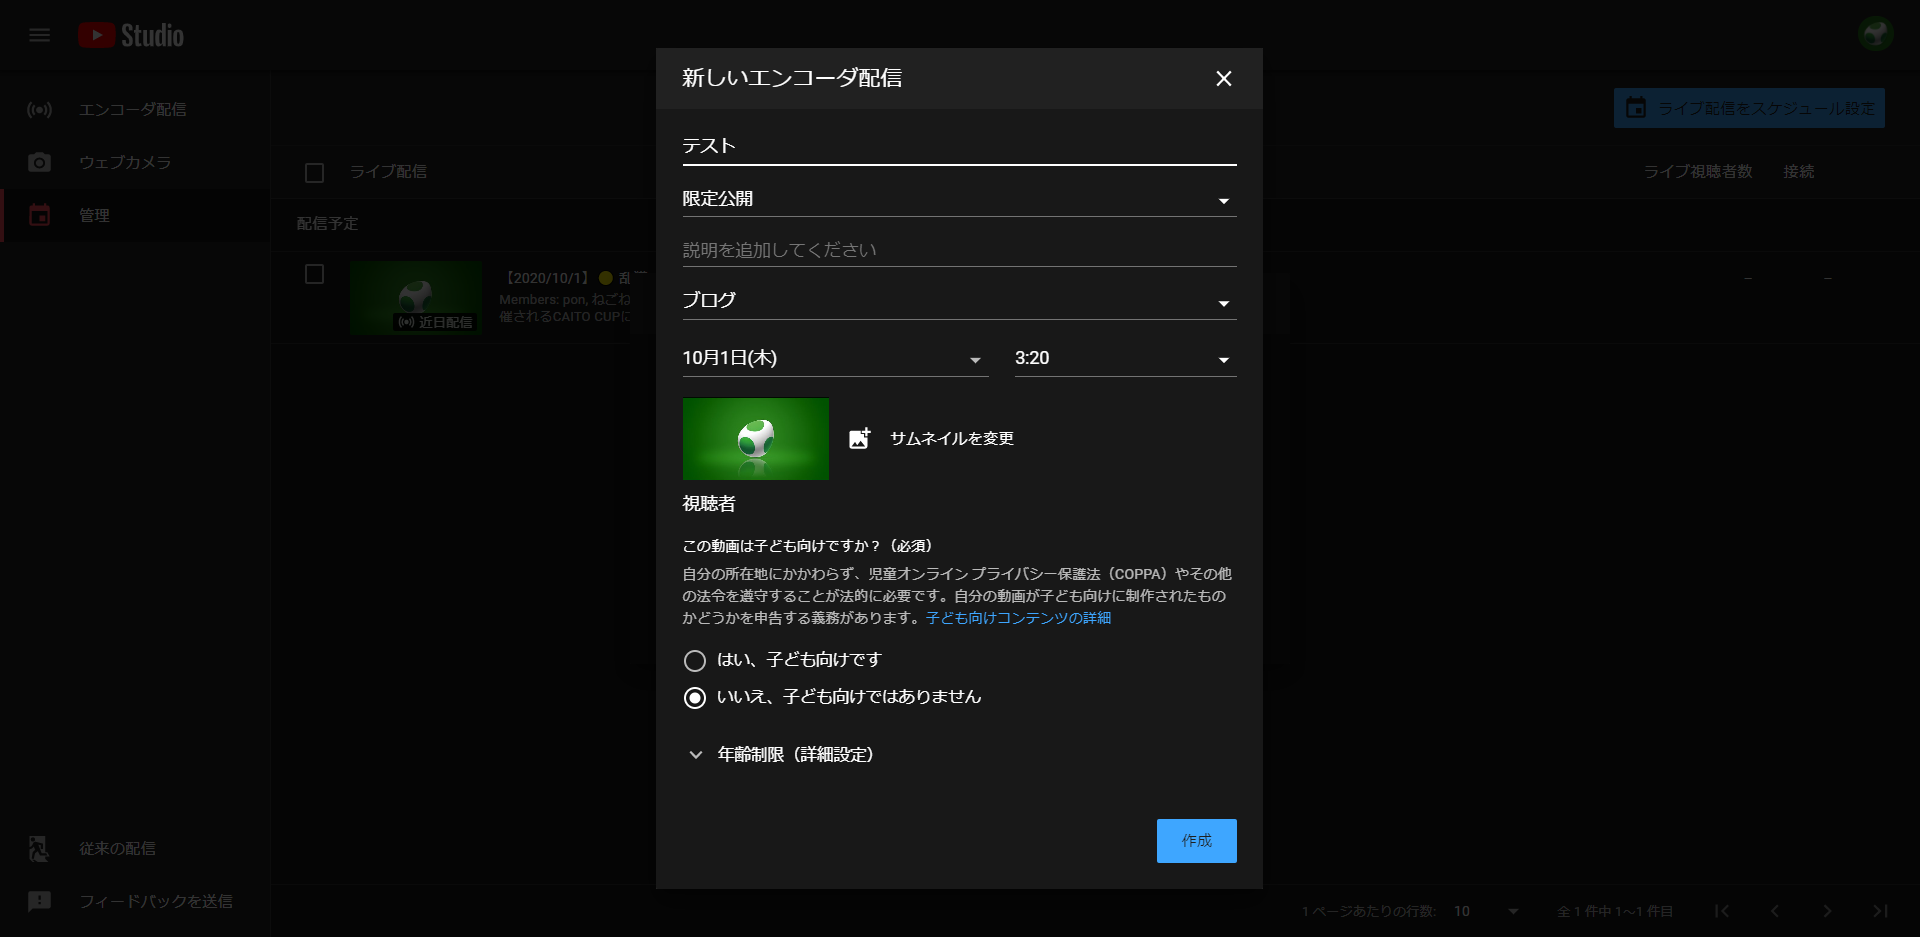 Studio
エンコーダ配信
ウェブカメラ
管理
従来の配信
フィードバックを送信
ライブ配信をスケジュール設定
ライブ配信
ライブ視聴者数
接続
配信予定
近日配信
【2020/10/1】 乱
Members: pon, ねごね
催されるCAITO CUPに
–
–
新しいエンコーダ配信
テスト
限定公開
説明を追加してください
ブログ
10月1日(木)
3:20
サムネイルを変更
視聴者
この動画は子ども向けですか？（必須）
自分の所在地にかかわらず、児童オンライン プライバシー保護法（COPPA）やその他
の法令を遵守することが法的に必要です。自分の動画が子ども向けに制作されたもの
かどうかを申告する義務があります。子ども向けコンテンツの詳細
はい、子ども向けです
いいえ、子ども向けではありません
年齢制限（詳細設定）
作成
1 ページあたりの行数:
10
全 1 件中 1～1 件目